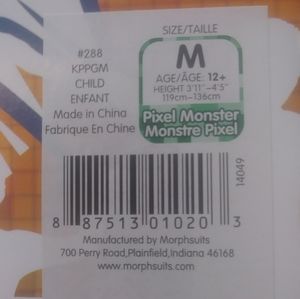 #288
KPPGM
CHILD
ENFANT
Made in China
Fabrique En Chine
SIZE/TAILLE
M
AGE/ÂGE: 12+
HEIGHT 3'11"-4'5"
119cm-136cm
Pixel Monster
Monstre Pixel
14049
8 87513 01020 3
Manufactured by Morphsuits
700 Perry Road,Plainfield,Indiana 46168
www.morphsuits.com